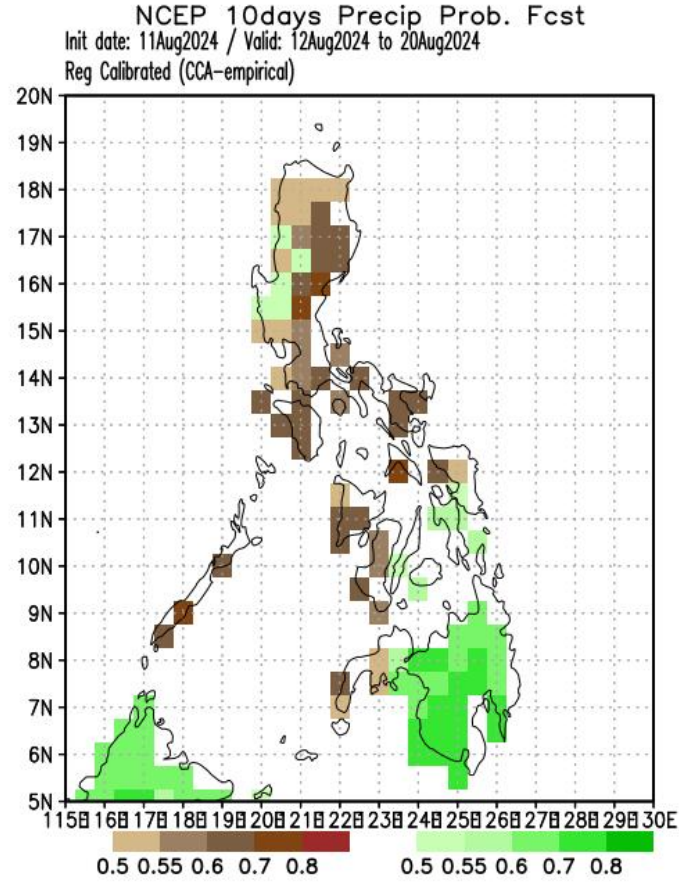 NCEP 10days Precip Prob. Fcst
Init date: 11Aug2024 / Valid: 12Aug2024 to 20Aug2024
Reg Calibrated (CCA-empirical)
20N
19N
18N
17N
16N
15N
14N
13N
12N
11N
10N
9N
8N
7N
6N
5N
115E 116E 117E 118E 119E 120E 121E 122E 123E 124E 125E 126E 127E 128E 129E 130E
0.5 0.55 0.6 0.7 0.8 0.5 0.55 0.6 0.7 0.8